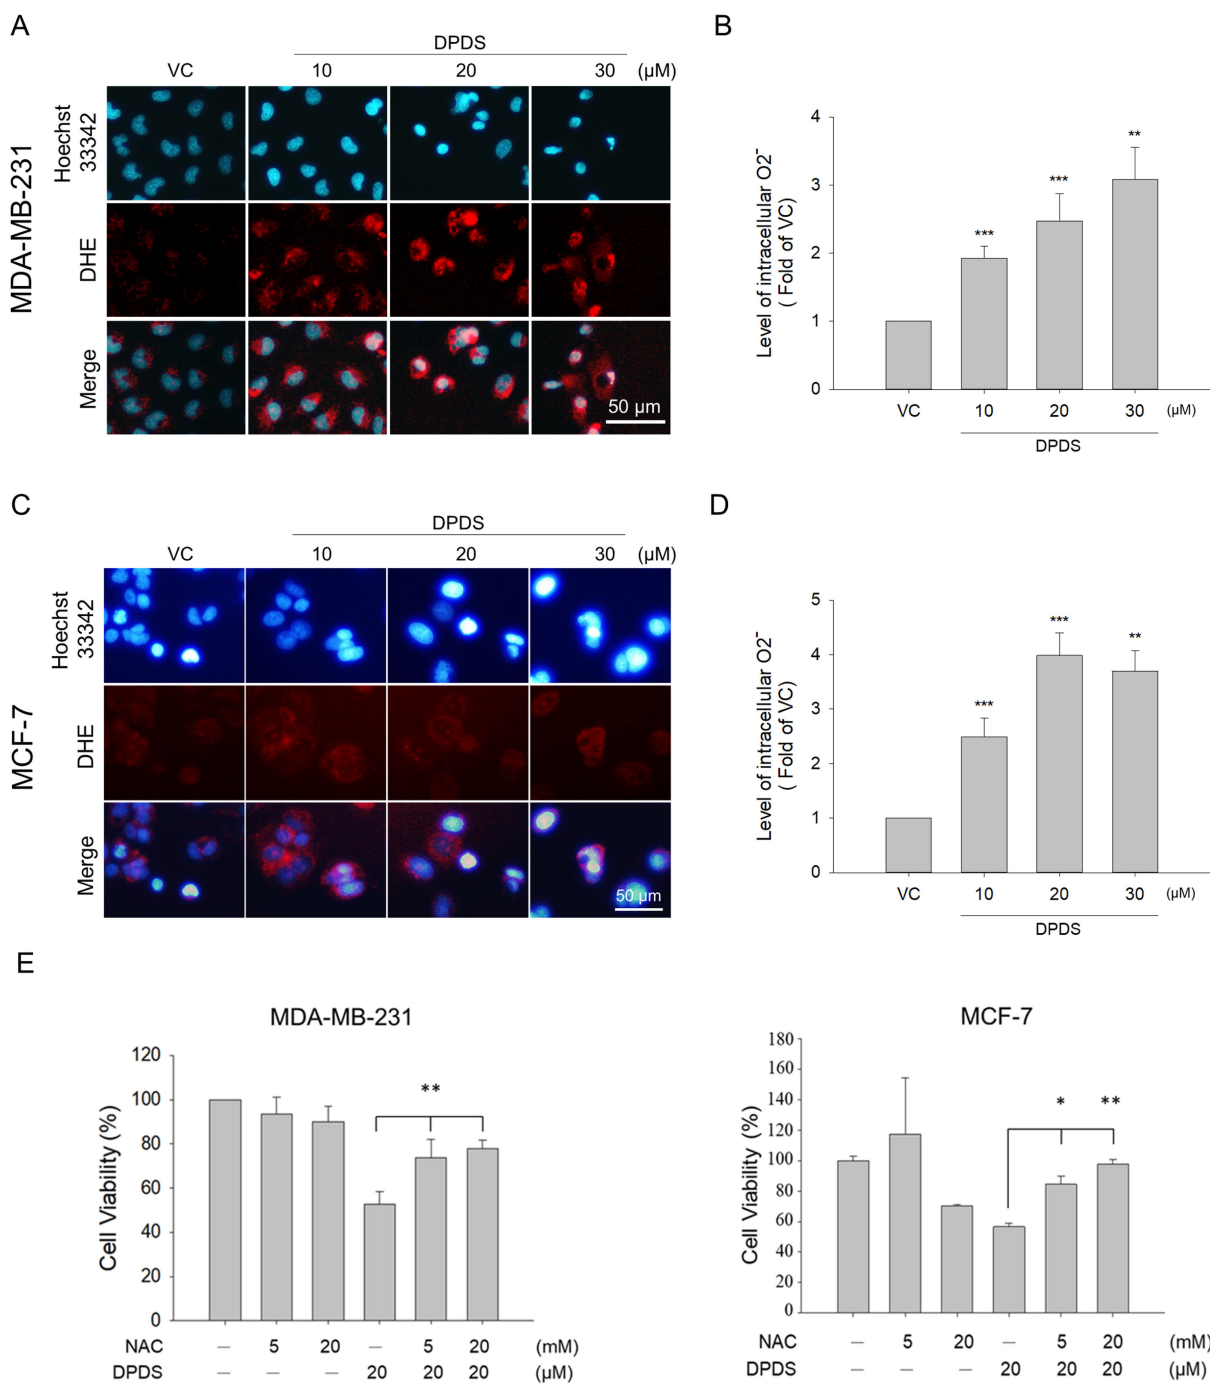 A
DPDS
VC 10 20 30 (µM)
MDA-MB-231
Hoechst
33342
DHE
Merge
50 µm
B
Level of intracellular O2⁻
( Fold of VC)
4
3
2
1
0
***
***
**
VC 10 20 30 (µM)
DPDS
C
DPDS
VC 10 20 30 (µM)
MCF-7
Hoechst
33342
DHE
Merge
50 µm
D
Level of intracellular O2⁻
( Fold of VC)
5
4
3
2
1
0
***
***
**
VC 10 20 30 (µM)
DPDS
E
MDA-MB-231
Cell Viability (%)
120
100
80
60
40
20
0
**
NAC — 5 20 — 5 20 (mM)
DPDS — — — 20 20 20 (µM)
MCF-7
Cell Viability (%)
180
160
140
120
100
80
60
40
20
0
* **
NAC — 5 20 — 5 20 (mM)
DPDS — — — 20 20 20 (µM)